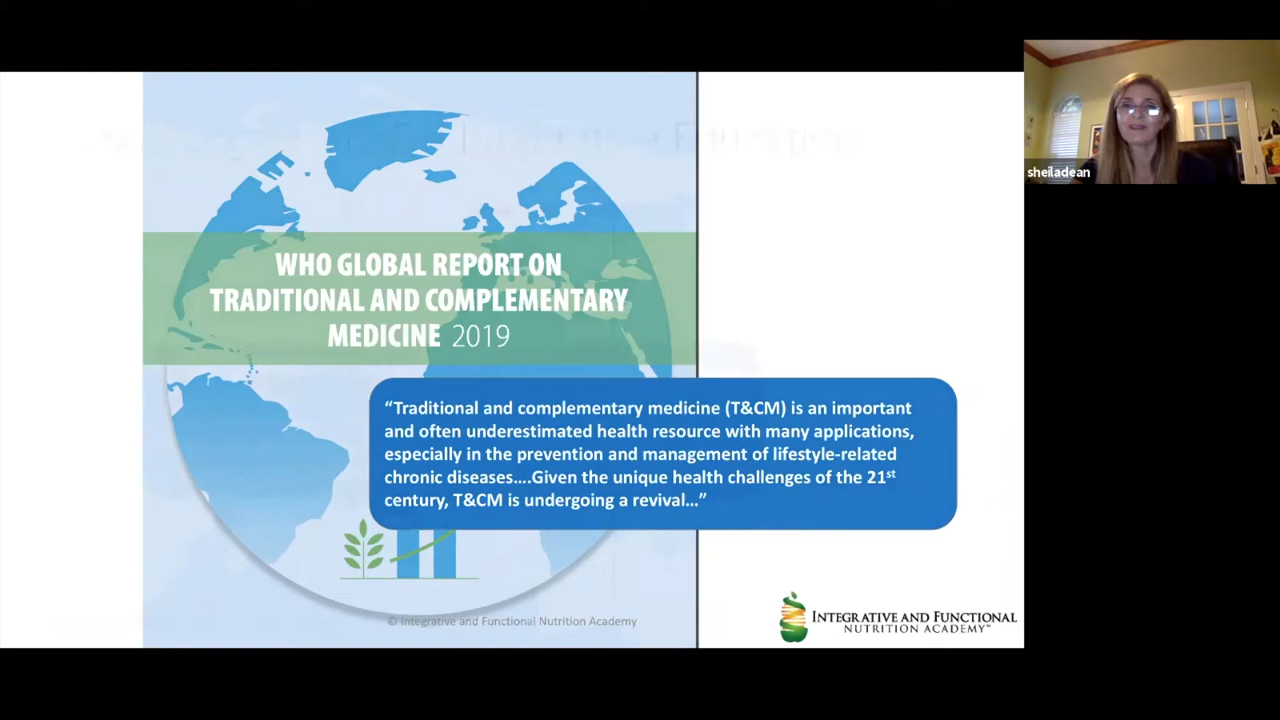 WHO GLOBAL REPORT ON
TRADITIONAL AND COMPLEMENTARY
MEDICINE 2019
“Traditional and complementary medicine (T&CM) is an important
and often underestimated health resource with many applications,
especially in the prevention and management of lifestyle-related
chronic diseases….Given the unique health challenges of the 21st
century, T&CM is undergoing a revival…”
© Integrative and Functional Nutrition Academy
INTEGRATIVE AND FUNCTIONAL
NUTRITION ACADEMY™
sheiladean